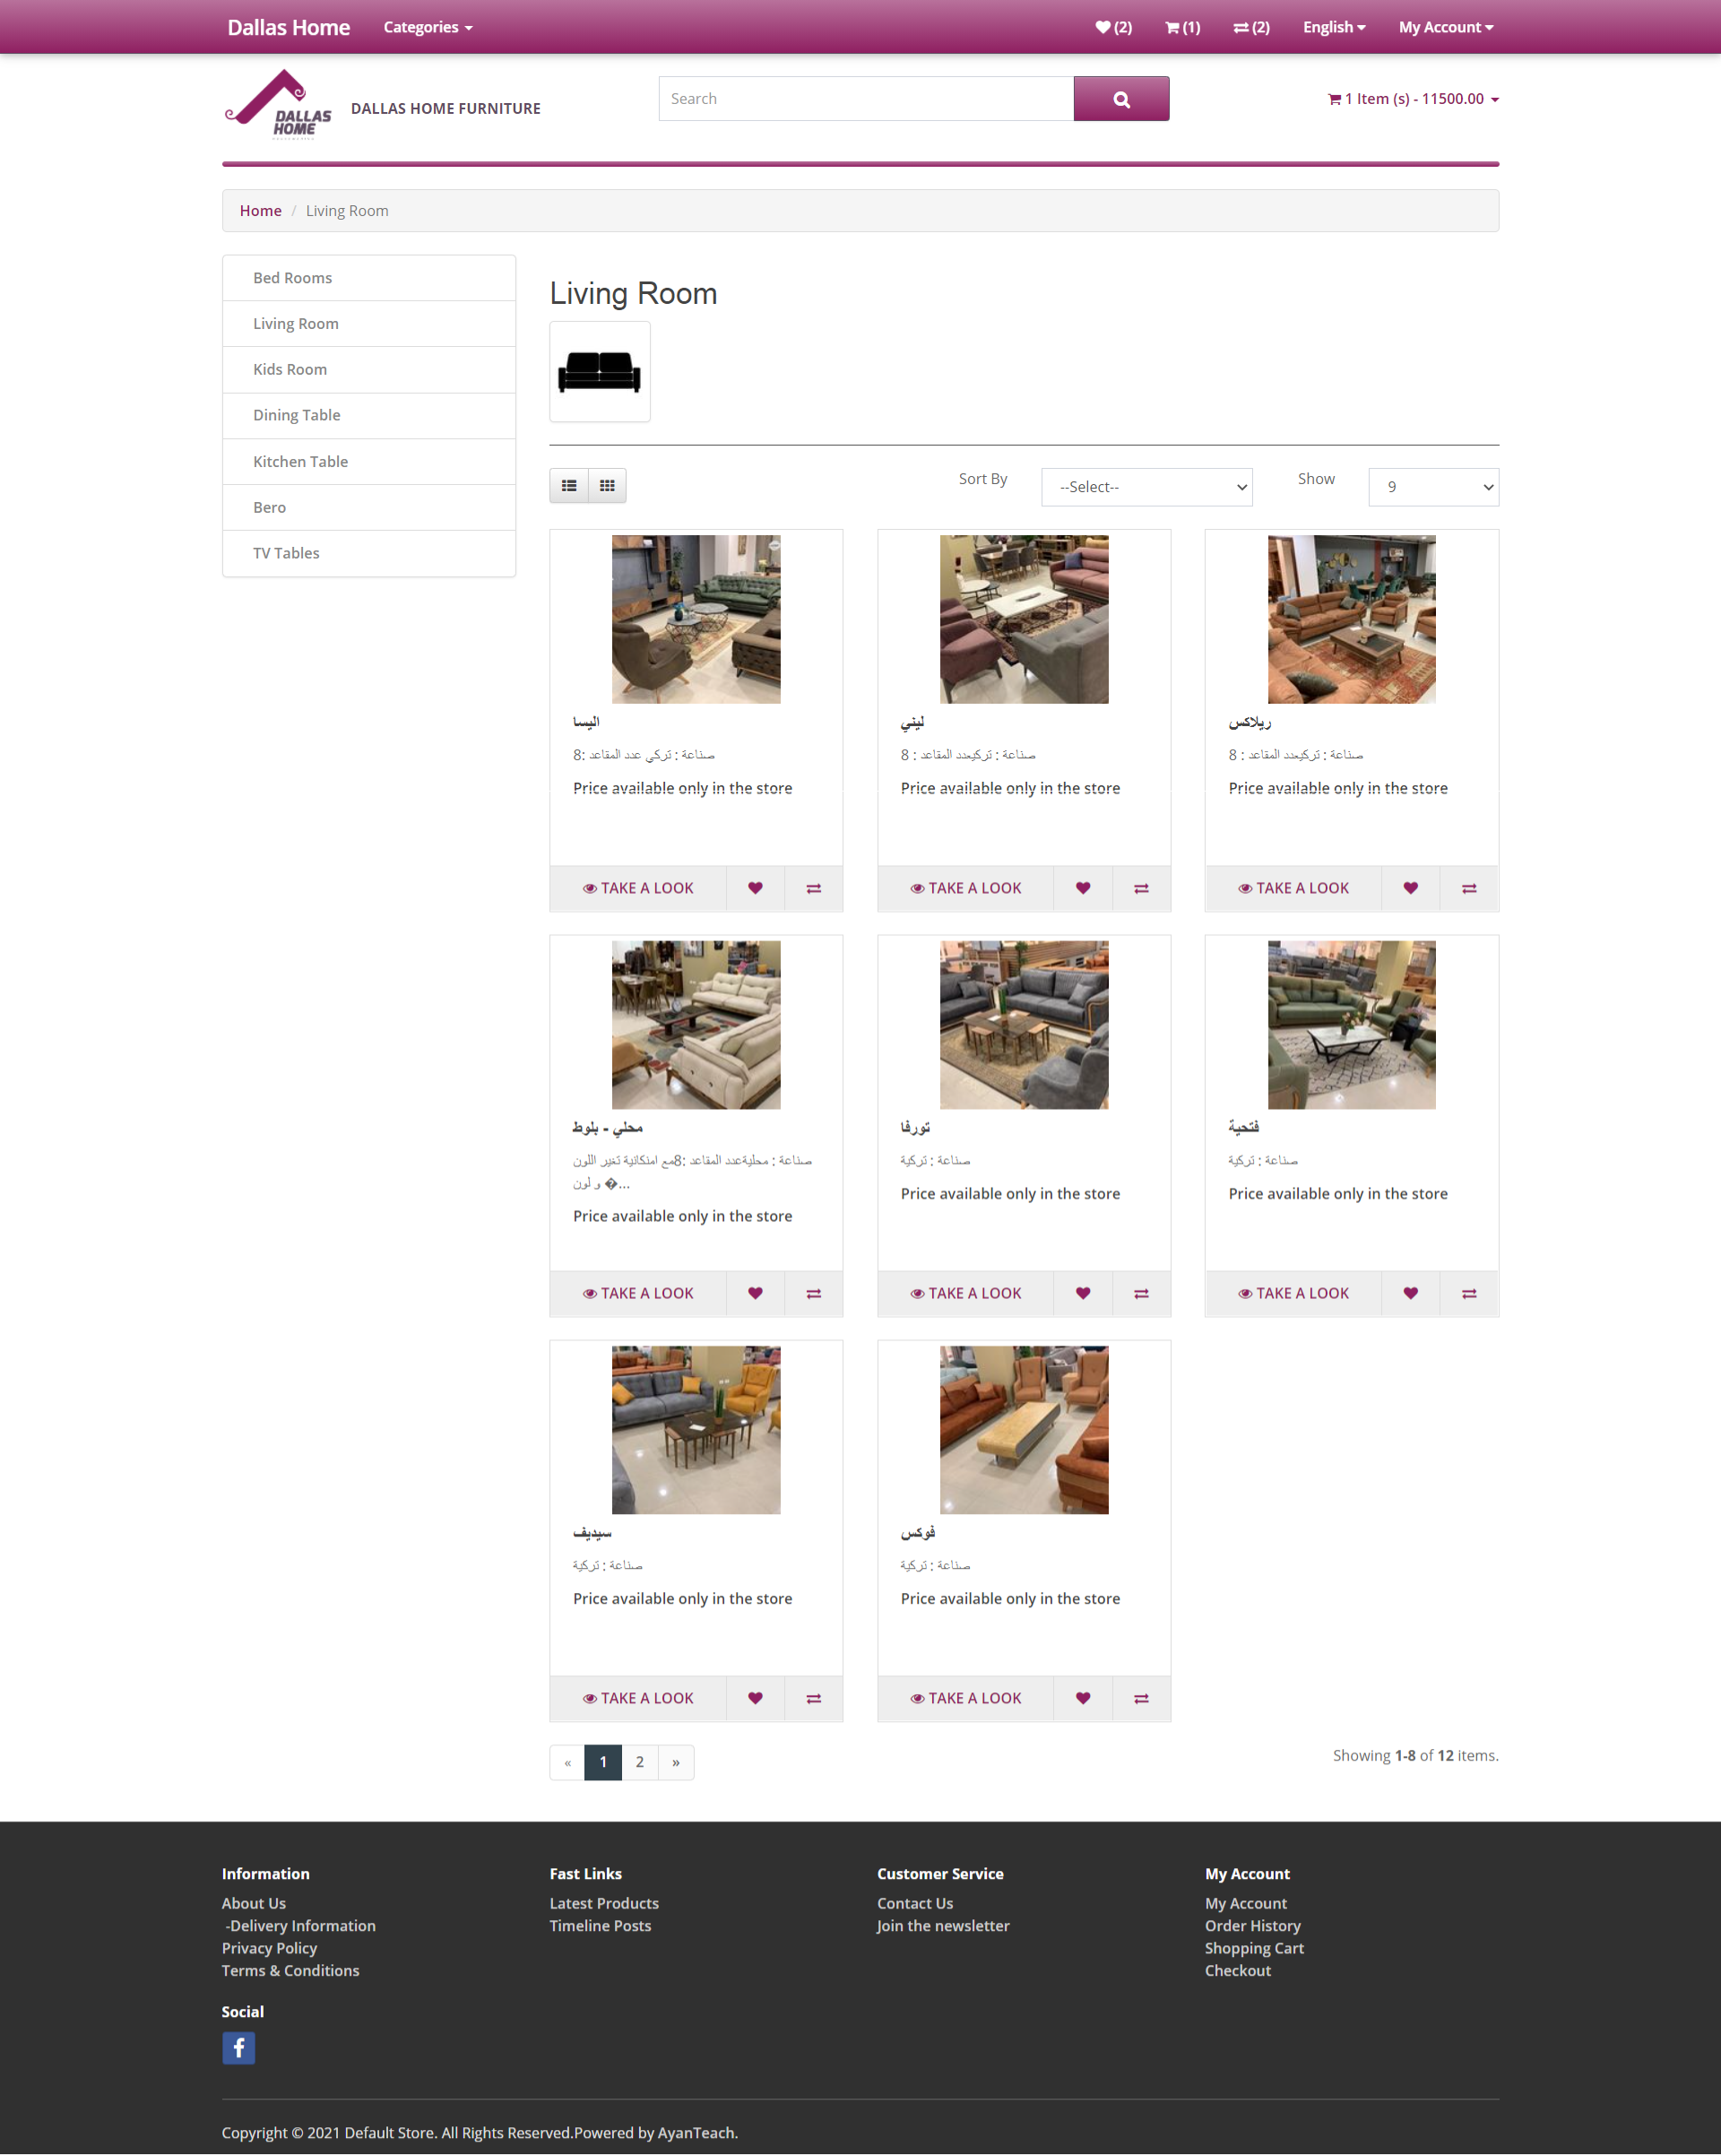 Dallas Home Categories (2) (1) (2) English My Account
DALLAS HOME
DALLAS HOME FURNITURE
Search
1 Item (s) - 11500.00
Home / Living Room
Bed Rooms
Living Room
Kids Room
Dining Table
Kitchen Table
Bero
TV Tables
Living Room
Sort By --Select-- Show 9
اليسا
صناعة : تركي عدد المقاعد :8
Price available only in the store
TAKE A LOOK
ليني
صناعة : تركيعدد المقاعد : 8
Price available only in the store
TAKE A LOOK
ريلاكس
صناعة : تركيعدد المقاعد : 8
Price available only in the store
TAKE A LOOK
محلي - بلوط
صناعة : محليةعدد المقاعد :8مع امنكانية تغير اللون
و لون �...
Price available only in the store
TAKE A LOOK
تورفا
صناعة : تركية
Price available only in the store
TAKE A LOOK
فتحية
صناعة : تركية
Price available only in the store
TAKE A LOOK
سيديف
صناعة : تركية
Price available only in the store
TAKE A LOOK
فوكس
صناعة : تركية
Price available only in the store
TAKE A LOOK
« 1 2 »
Showing 1-8 of 12 items.
Information
About Us
-Delivery Information
Privacy Policy
Terms & Conditions
Fast Links
Latest Products
Timeline Posts
Customer Service
Contact Us
Join the newsletter
My Account
My Account
Order History
Shopping Cart
Checkout
Social
Copyright © 2021 Default Store. All Rights Reserved.Powered by AyanTeach.